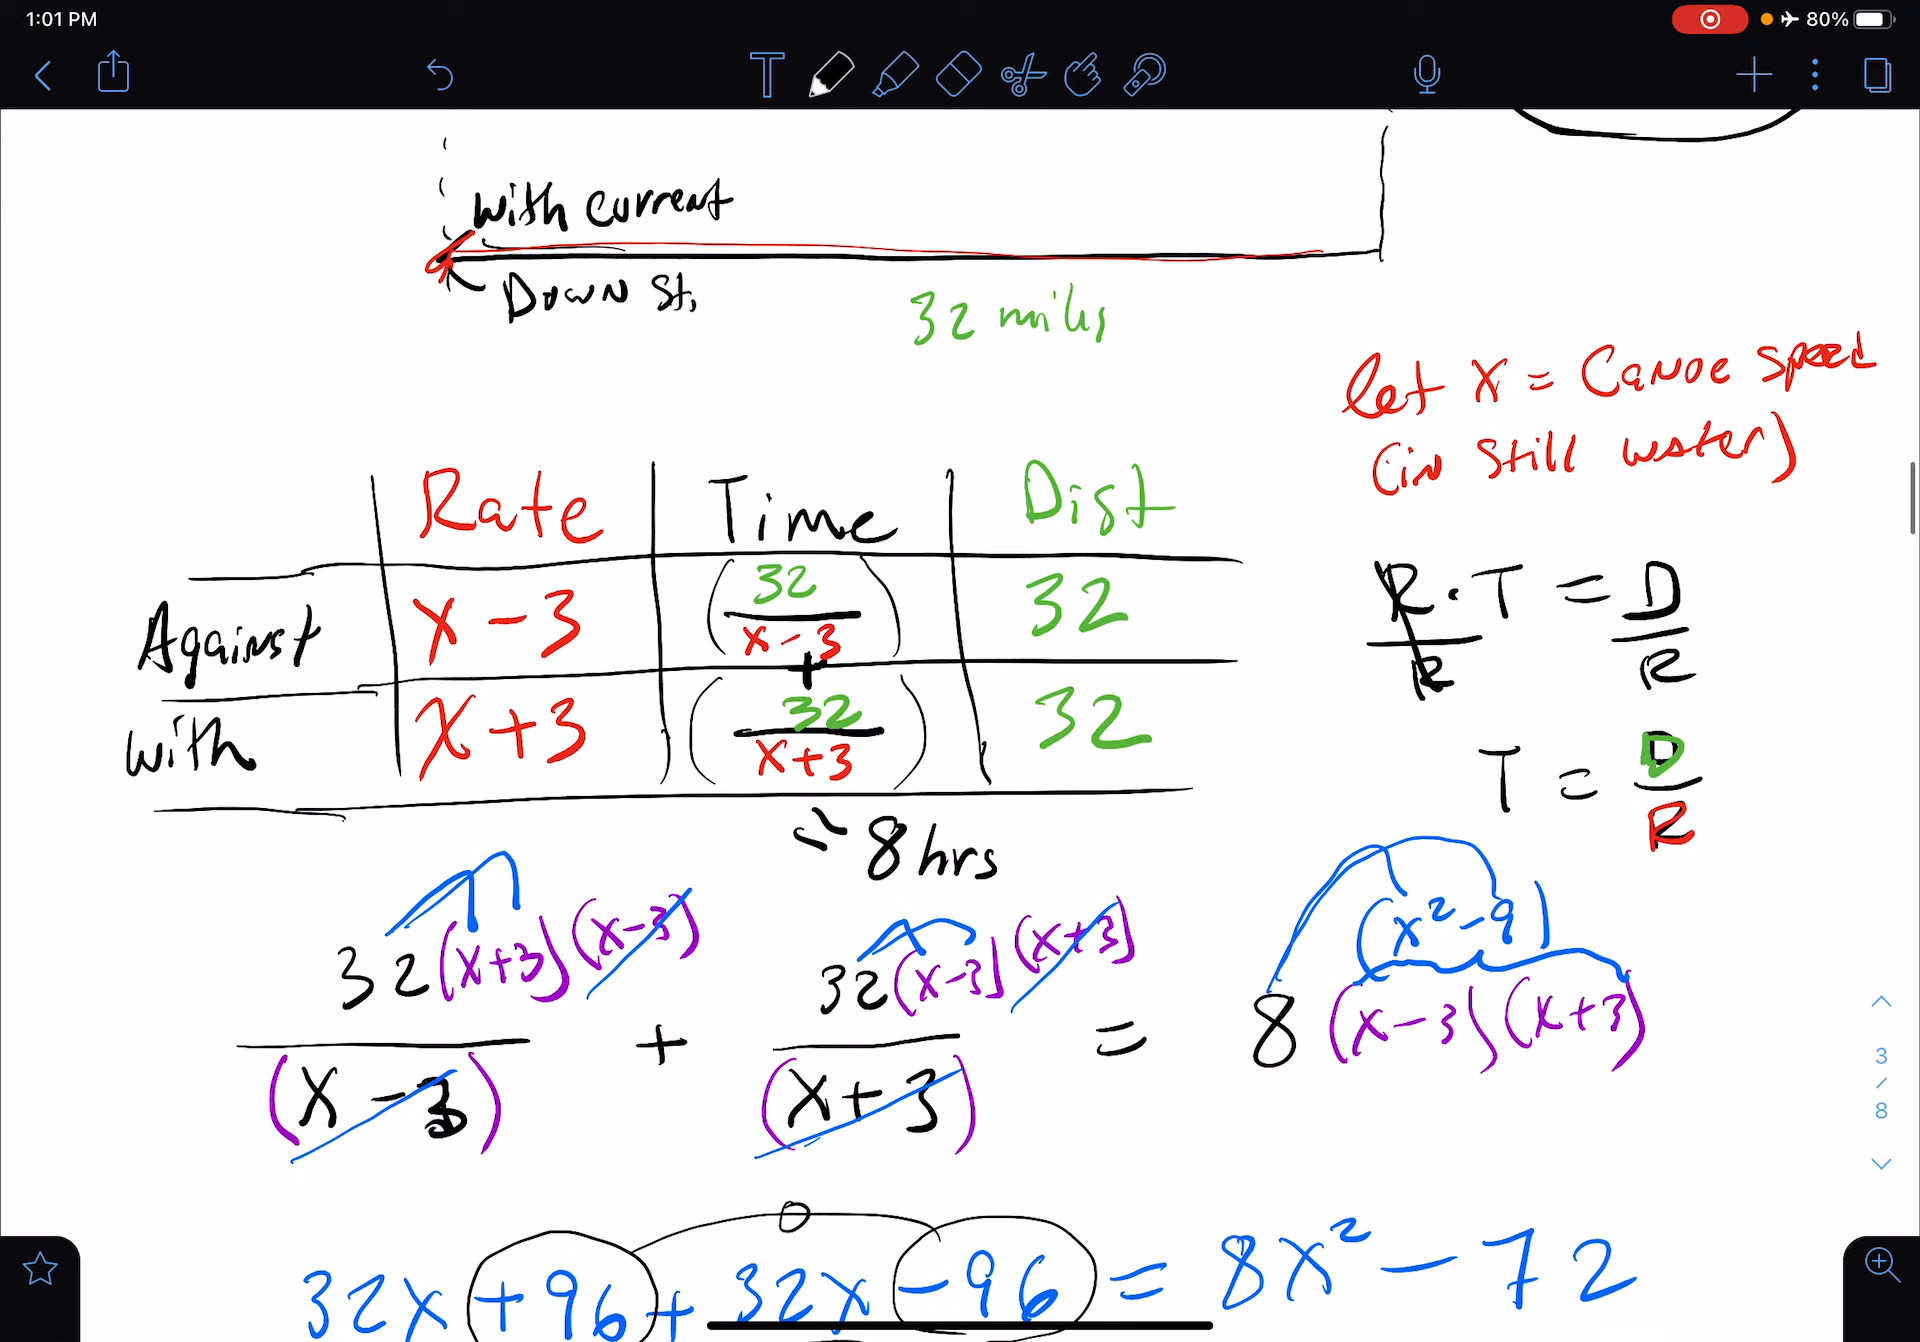 1:01 PM 80%
With Current
Down St.
32 miles
let x = Canoe speed
(in still water)
Rate Time Dist
Against x - 3 (32/(x - 3)) 32
+
with x + 3 (32/(x + 3)) 32
= 8 hrs
R · T / R = D / R
T = D / R
32(x+3)(x-3)/(x - 3) + 32(x-3)(x+3)/(x + 3) = 8(x-3)(x+3)
(x² - 9)
0
32x + 96 + 32x - 96 = 8x² - 72
3
/
8